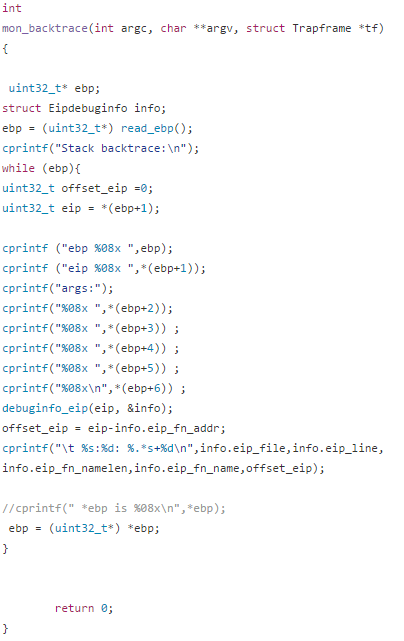 int
mon_backtrace(int argc, char **argv, struct Trapframe *tf)
{
uint32_t* ebp;
struct Eipdebuginfo info;
ebp = (uint32_t*) read_ebp();
cprintf("Stack backtrace:\n");
while (ebp){
uint32_t offset_eip =0;
uint32_t eip = *(ebp+1);
cprintf ("ebp %08x ",ebp);
cprintf ("eip %08x ",*(ebp+1));
cprintf("args:");
cprintf("%08x ",*(ebp+2));
cprintf("%08x ",*(ebp+3)) ;
cprintf("%08x ",*(ebp+4)) ;
cprintf("%08x ",*(ebp+5)) ;
cprintf("%08x\n",*(ebp+6)) ;
debuginfo_eip(eip, &info);
offset_eip = eip-info.eip_fn_addr;
cprintf("\t %s:%d: %.*s+%d\n",info.eip_file,info.eip_line,
info.eip_fn_namelen,info.eip_fn_name,offset_eip);
//cprintf(" *ebp is %08x\n",*ebp);
ebp = (uint32_t*) *ebp;
}
return 0;
}